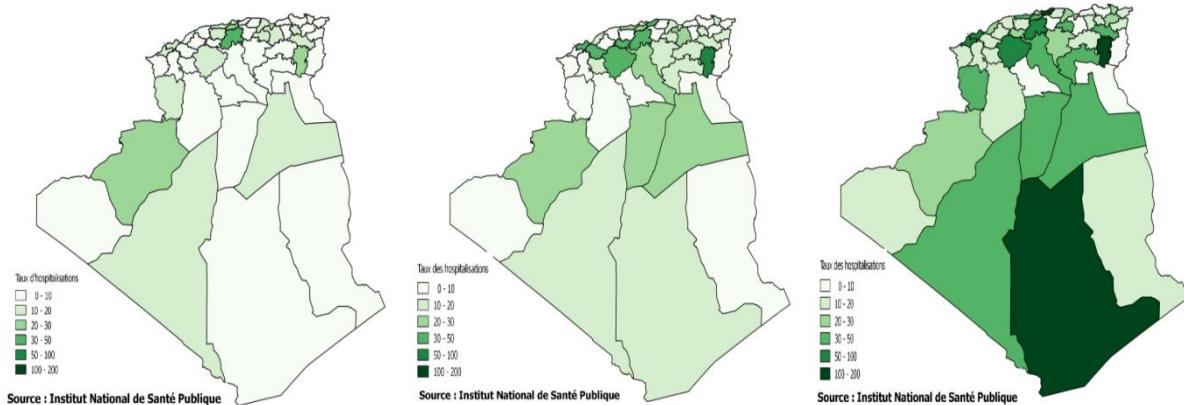 Taux d'hospitalisations
0 - 10
10 - 20
20 - 30
30 - 50
50 - 100
100 - 200
Source : Institut National de Santé Publique
Taux des hospitalisations
0 - 10
10 - 20
20 - 30
30 - 50
50 - 100
100 - 200
Source : Institut National de Santé Publique
Taux des hospitalisations
0 - 10
10 - 20
20 - 30
30 - 50
50 - 100
100 - 200
Source : Institut National de Santé Publique